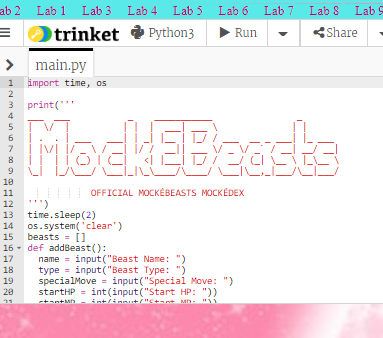 ab 2 Lab 1 Lab 3 Lab 4 Lab 5 Lab 6 Lab 7 Lab 8 Lab 9
trinket Python3 Run Share
main.py
1 import time, os
2
3 print('''
4
5
6
7
8
9
10
11 OFFICIAL MOCKÉBEASTS MOCKÉDEX
12 ''')
13 time.sleep(2)
14 os.system('clear')
15 beasts = []
16 def addBeast():
17 name = input("Beast Name: ")
18 type = input("Beast Type: ")
19 specialMove = input("Special Move: ")
20 startHP = int(input("Start HP: "))
21 startMP = int(input("Start MP: "))